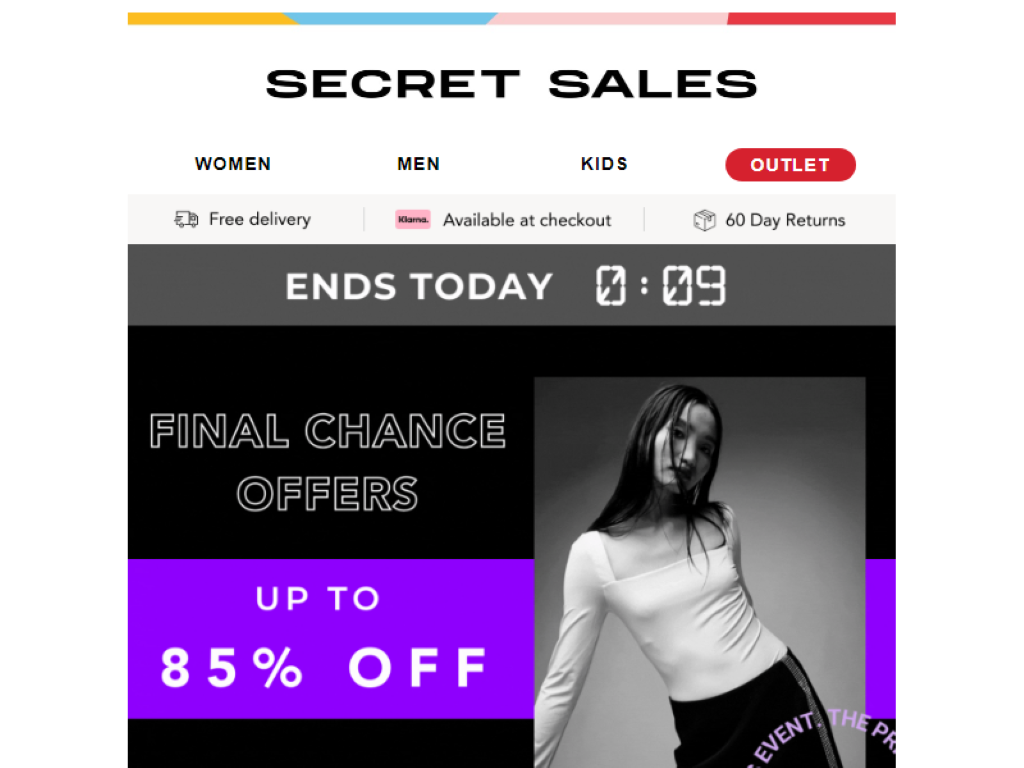 SECRET SALES
WOMEN MEN KIDS OUTLET
Free delivery Klarna. Available at checkout 60 Day Returns
ENDS TODAY 0:09
FINAL CHANCE
OFFERS
UP TO
85% OFF
EVENT. THE